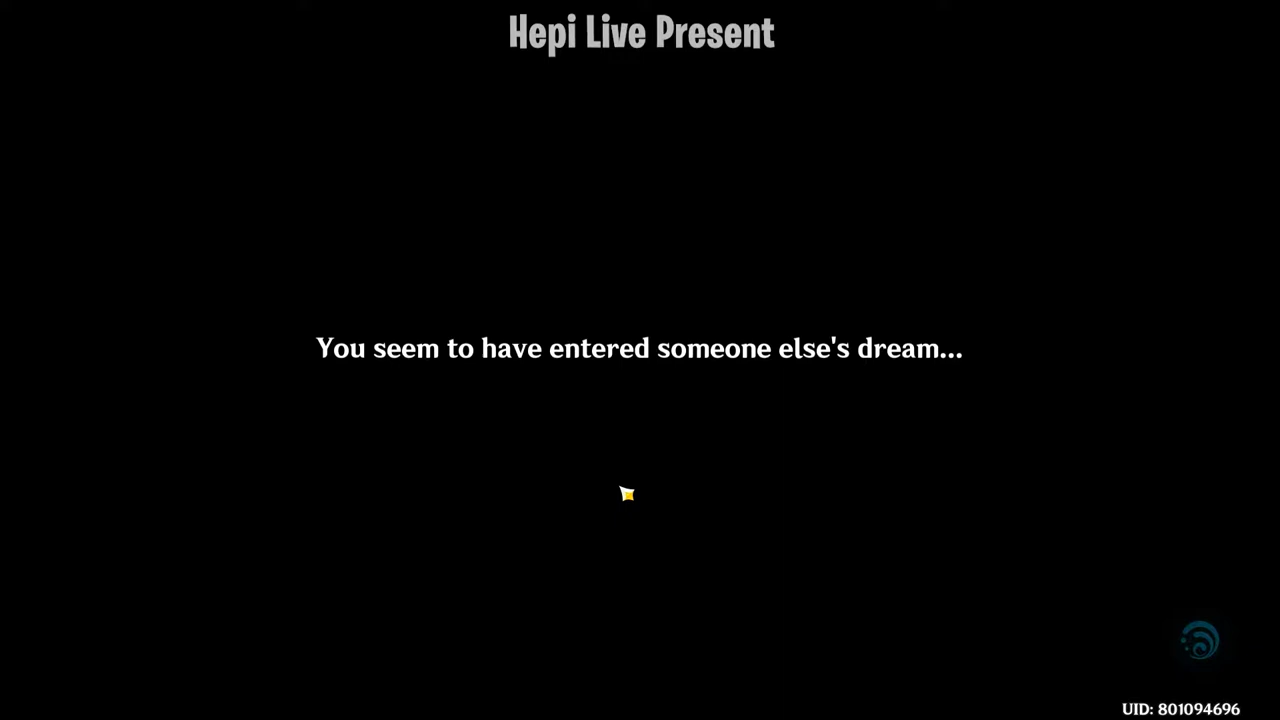 Hepi Live Present
You seem to have entered someone else's dream...
UID: 801094696